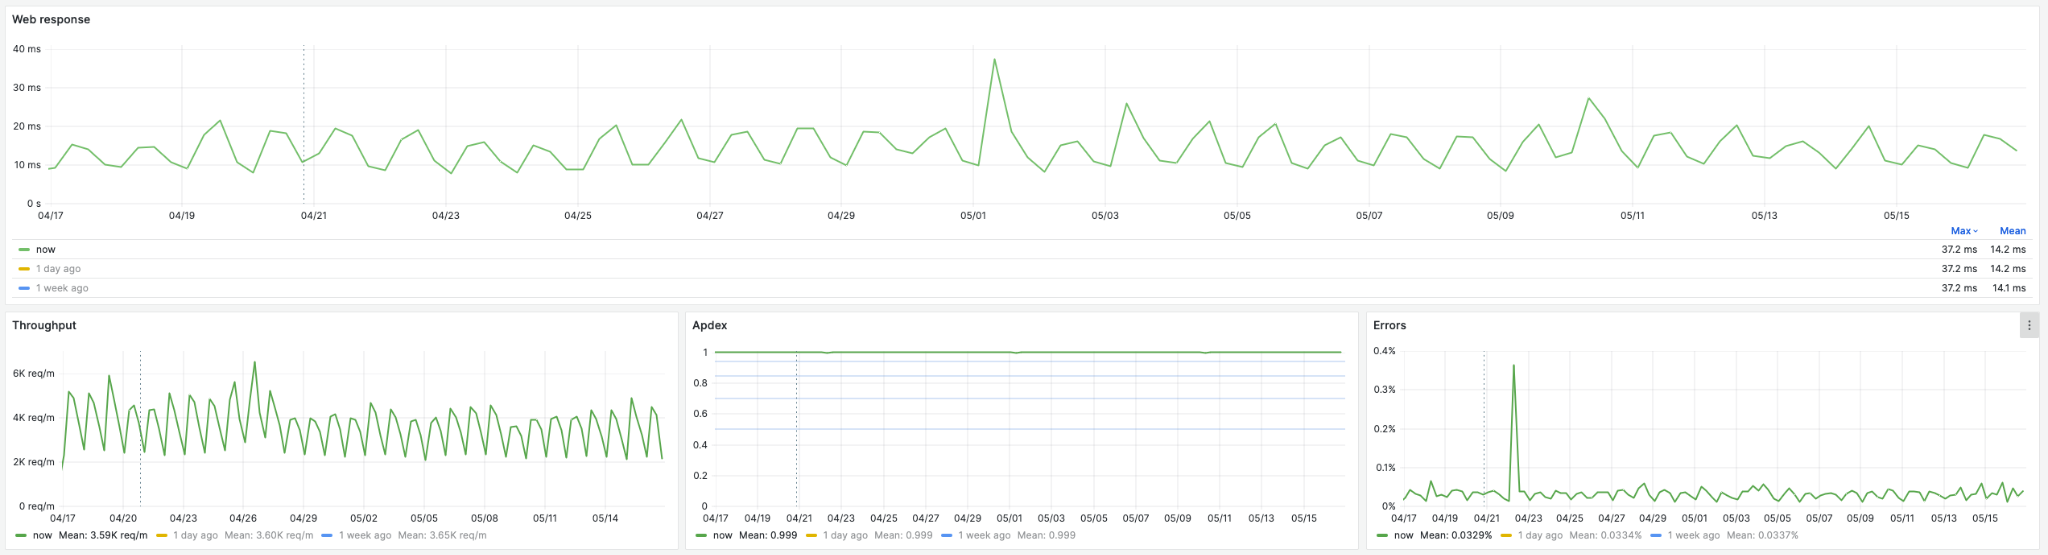 Web response
40 ms
30 ms
20 ms
10 ms
0 s
04/17 04/19 04/21 04/23 04/25 04/27 04/29 05/01 05/03 05/05 05/07 05/09 05/11 05/13 05/15
Max Mean
now 37.2 ms 14.2 ms
1 day ago 37.2 ms 14.2 ms
1 week ago 37.2 ms 14.1 ms
Throughput
6K req/m
4K req/m
2K req/m
0 req/m
04/17 04/20 04/23 04/26 04/29 05/02 05/05 05/08 05/11 05/14
now Mean: 3.59K req/m 1 day ago Mean: 3.60K req/m 1 week ago Mean: 3.65K req/m
Apdex
1
0.8
0.6
0.4
0.2
0
04/17 04/19 04/21 04/23 04/25 04/27 04/29 05/01 05/03 05/05 05/07 05/09 05/11 05/13 05/15
now Mean: 0.999 1 day ago Mean: 0.999 1 week ago Mean: 0.999
Errors
0.4%
0.3%
0.2%
0.1%
0%
04/17 04/19 04/21 04/23 04/25 04/27 04/29 05/01 05/03 05/05 05/07 05/09 05/11 05/13 05/15
now Mean: 0.0329% 1 day ago Mean: 0.0334% 1 week ago Mean: 0.0337%